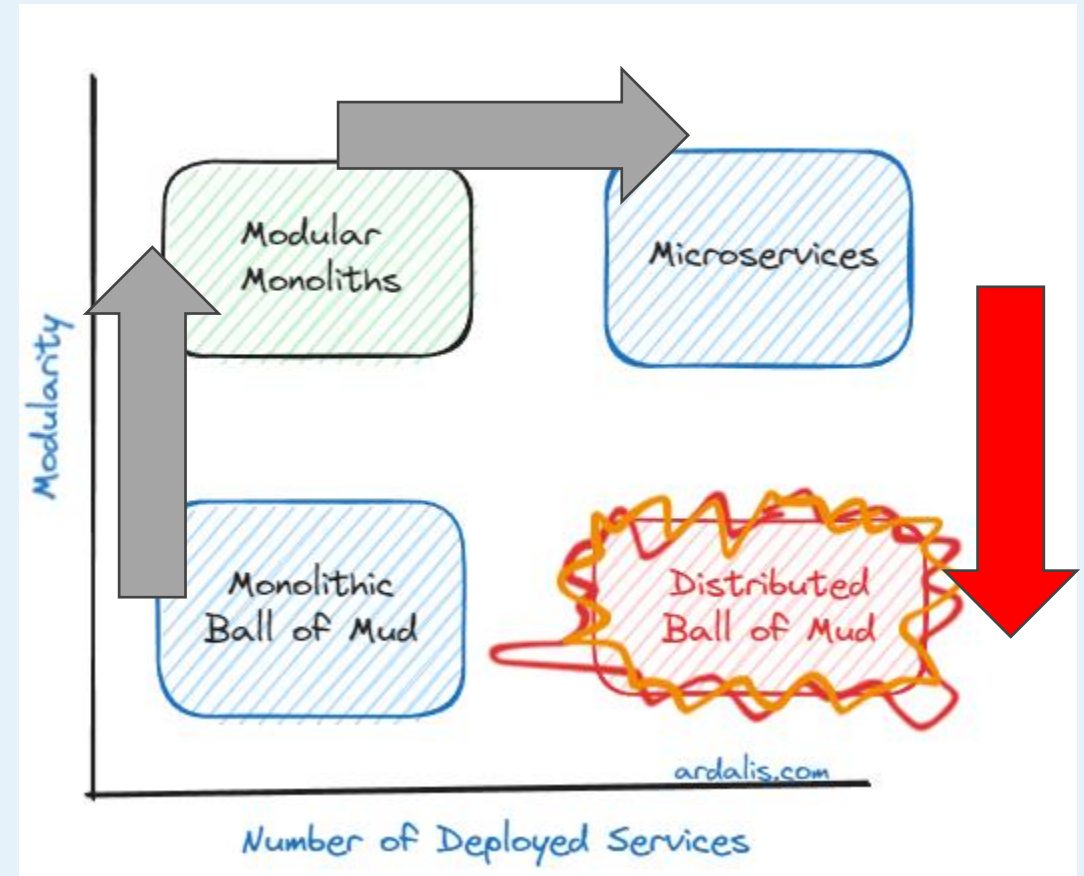 Modular
Monoliths
Microservices
Modularity
Monolithic
Ball of Mud
Distributed
Ball of Mud
ardalis.com
Number of Deployed Services